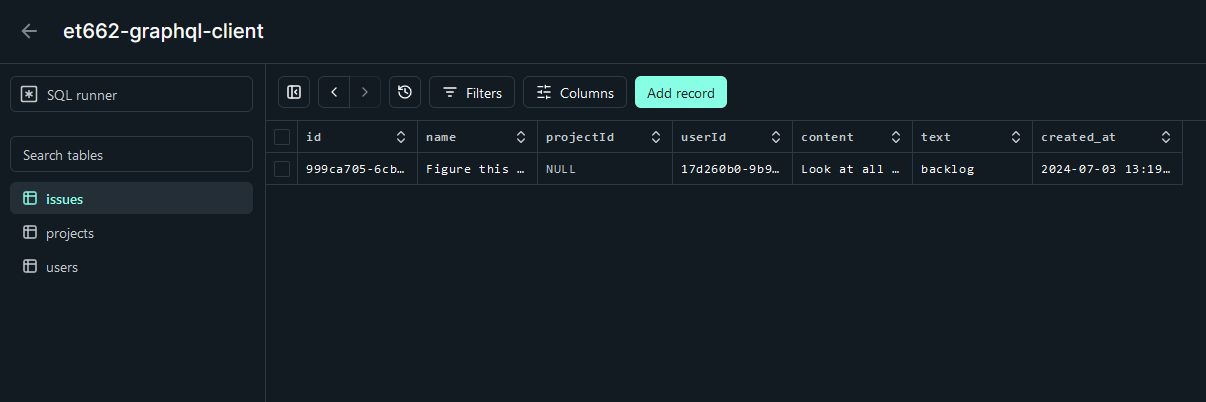 et662-graphql-client
SQL runner
Search tables
issues
projects
users
Filters
Columns
Add record
id name projectId userId content text created_at
999ca705-6cb… Figure this … NULL 17d260b0-9b9… Look at all … backlog 2024-07-03 13:19…